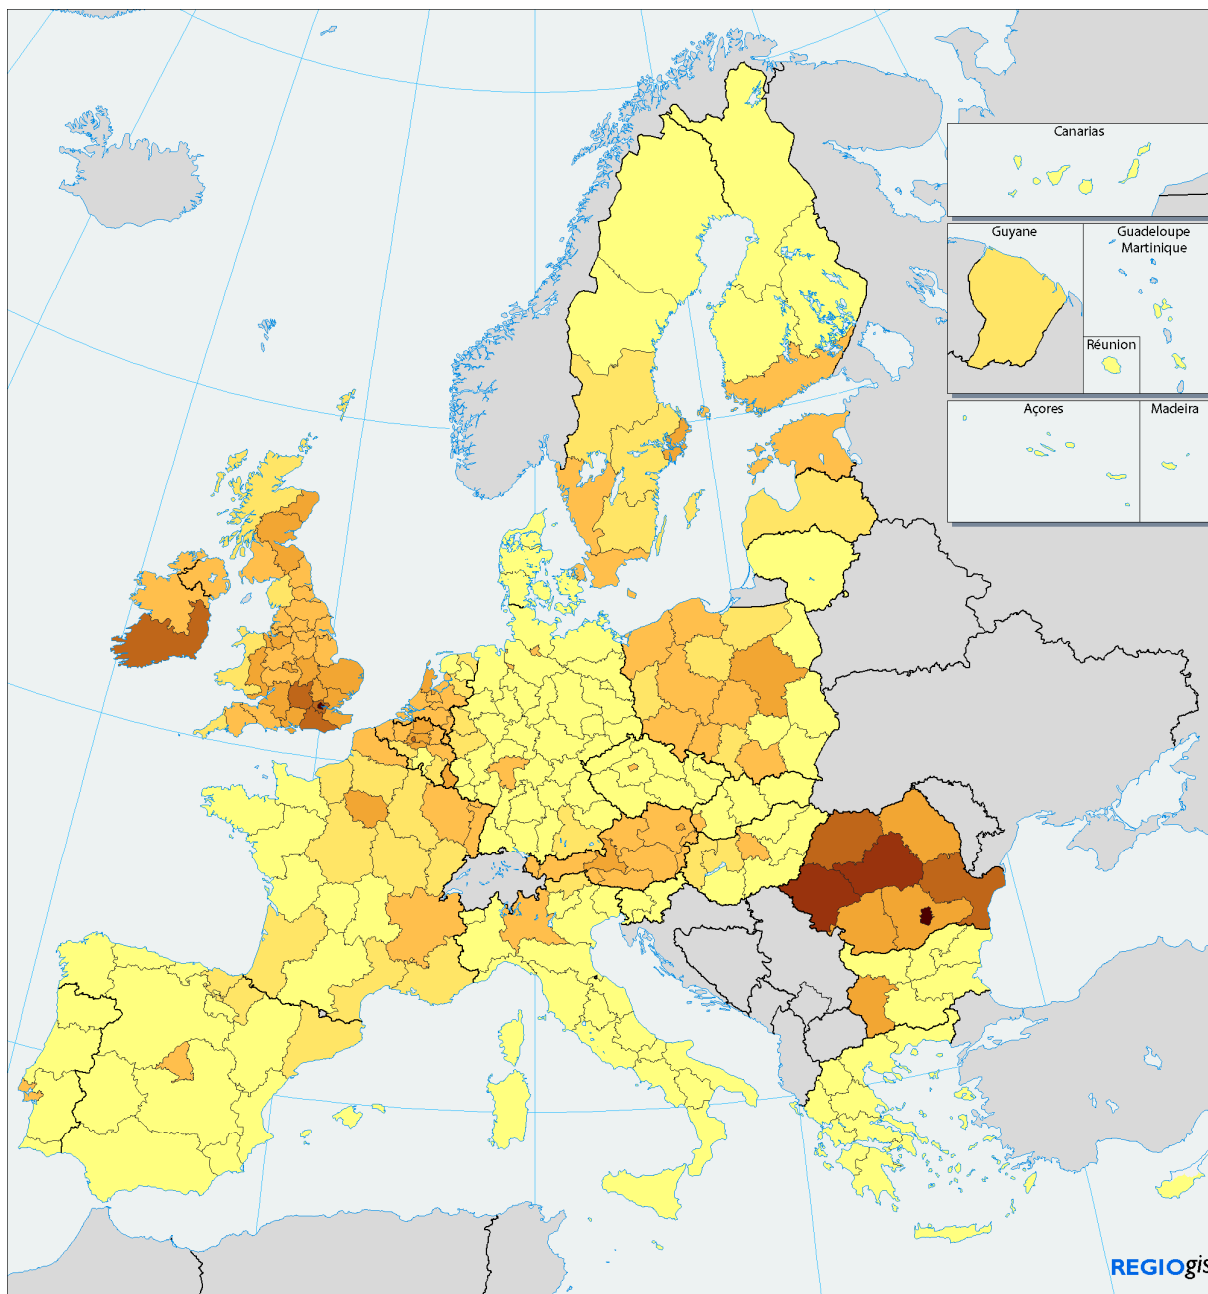 Canarias
Guyane
Guadeloupe
Martinique
Réunion
Açores
Madeira
REGIOgis